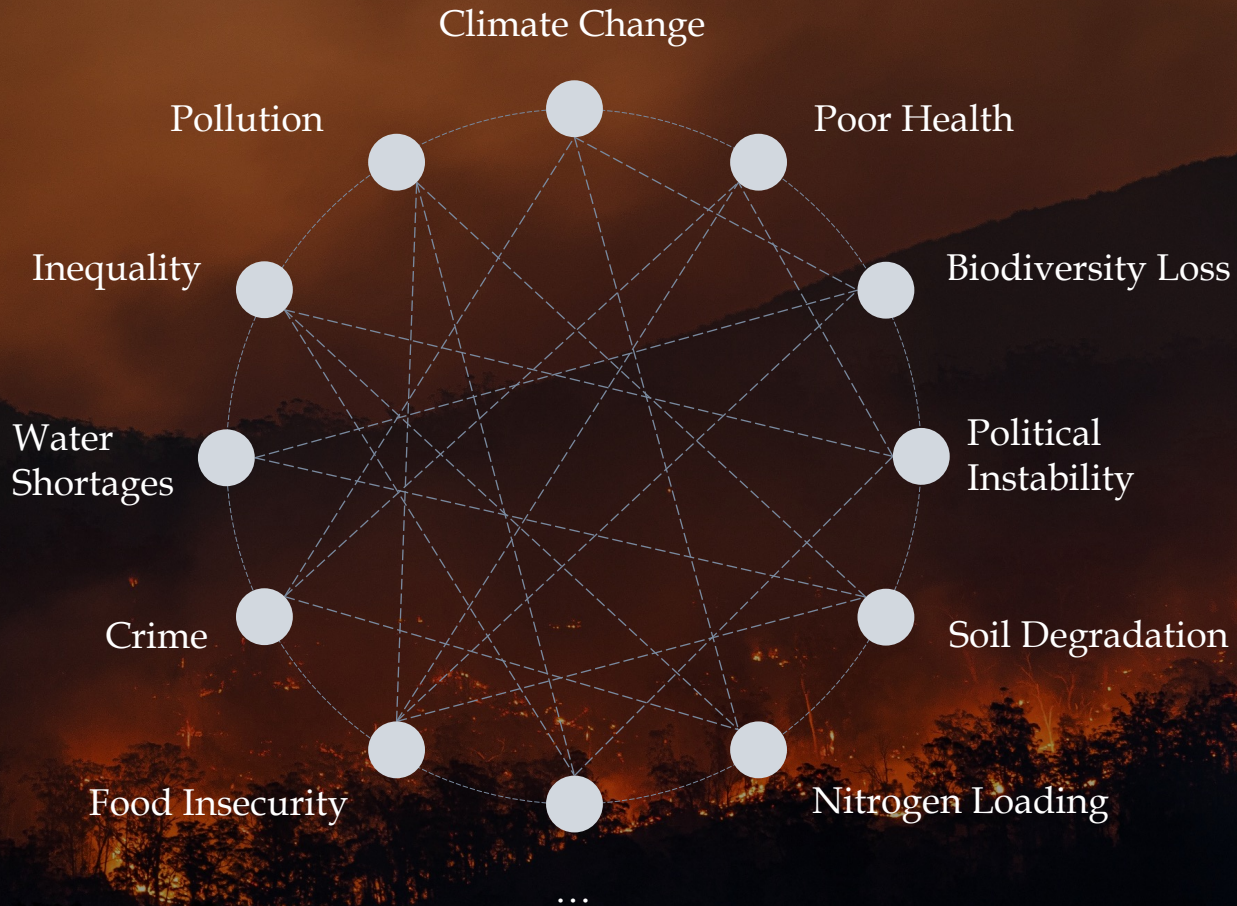 Climate Change
Pollution
Poor Health
Inequality
Biodiversity Loss
Water
Shortages
Political
Instability
Crime
Soil Degradation
Food Insecurity
Nitrogen Loading
…